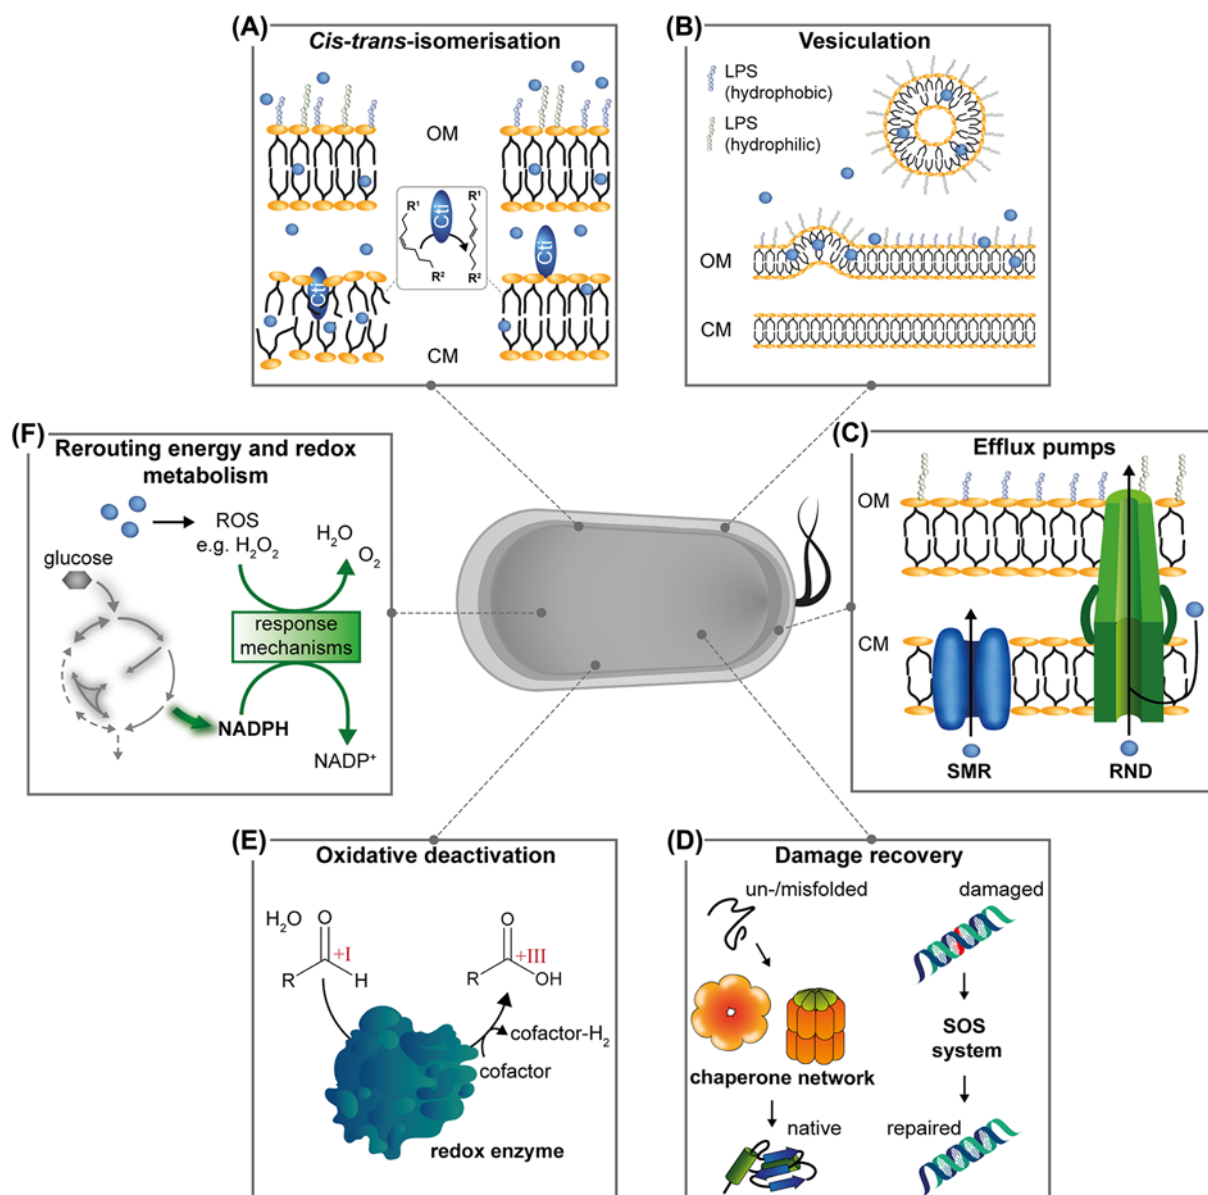 (A)
Cis-trans-isomerisation
OM
R¹
Cti
R¹
R²
R²
Cti
Cti
CM
(B)
Vesiculation
LPS
(hydrophobic)
LPS
(hydrophilic)
OM
CM
(F)
Rerouting energy and redox
metabolism
ROS
e.g. H₂O₂
H₂O
O₂
glucose
response
mechanisms
NADPH
NADP⁺
(C)
Efflux pumps
OM
CM
SMR
RND
(E)
Oxidative deactivation
H₂O
O
+I
R
H
O
+III
R
OH
cofactor-H₂
cofactor
redox enzyme
(D)
Damage recovery
un-/misfolded
damaged
chaperone network
SOS
system
native
repaired